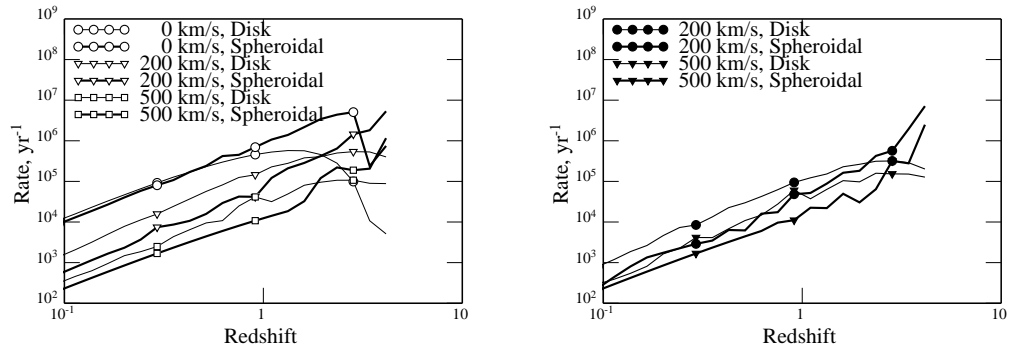 10^9
10^8
10^7
10^6
10^5
10^4
10^3
10^2
Rate, yr^-1
0 km/s, Disk
0 km/s, Spheroidal
200 km/s, Disk
200 km/s, Spheroidal
500 km/s, Disk
500 km/s, Spheroidal
10^-1
1
10
Redshift
10^9
10^8
10^7
10^6
10^5
10^4
10^3
10^2
Rate, yr^-1
200 km/s, Disk
200 km/s, Spheroidal
500 km/s, Disk
500 km/s, Spheroidal
10^-1
1
10
Redshift